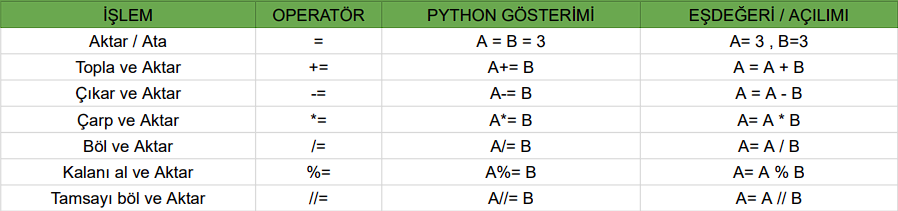 İŞLEM OPERATÖR PYTHON GÖSTERİMİ EŞDEĞERİ / AÇILIMI
Aktar / Ata = A = B = 3 A= 3 , B=3
Topla ve Aktar += A+= B A = A + B
Çıkar ve Aktar -= A-= B A = A - B
Çarp ve Aktar *= A*= B A= A * B
Böl ve Aktar /= A/= B A= A / B
Kalanı al ve Aktar %= A%= B A= A % B
Tamsayı böl ve Aktar //= A//= B A= A // B